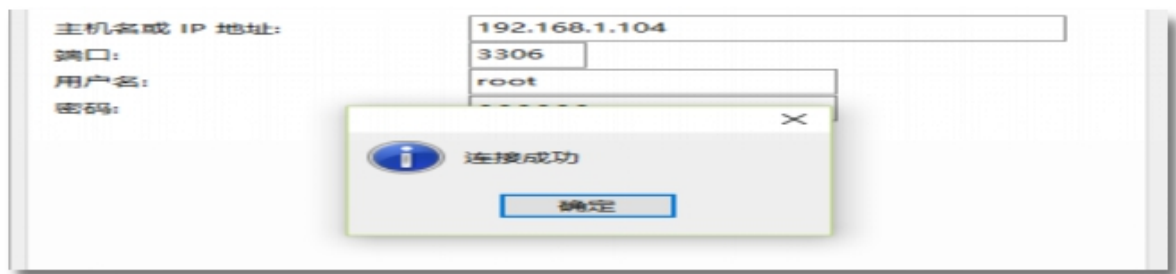 主机名或 IP 地址: 192.168.1.104
端口: 3306
用户名: root
密码:
连接成功
确定